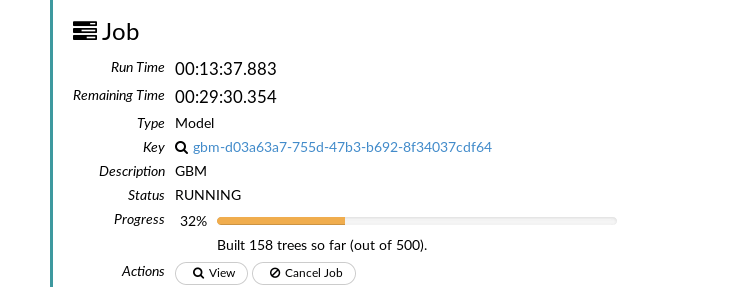 Job
Run Time 00:13:37.883
Remaining Time 00:29:30.354
Type Model
Key gbm-d03a63a7-755d-47b3-b692-8f34037cdf64
Description GBM
Status RUNNING
Progress 32%
Built 158 trees so far (out of 500).
Actions View Cancel Job